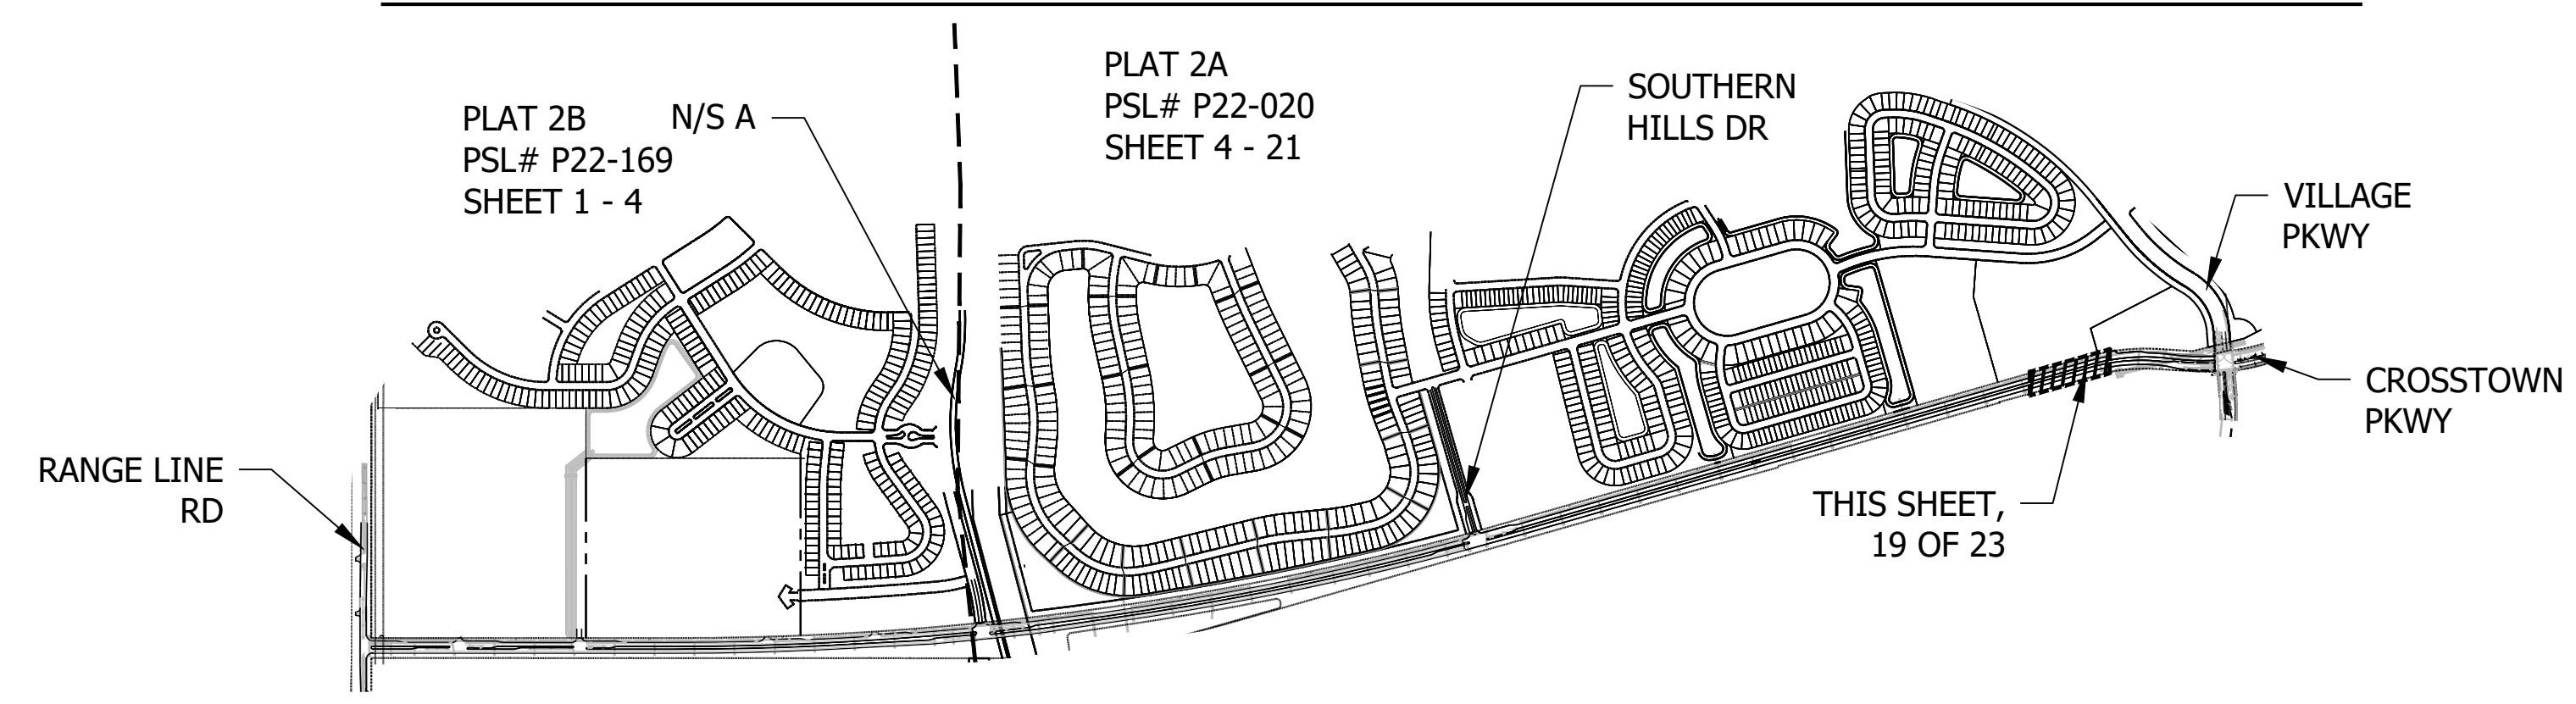 PLAT 2B
PSL# P22-169
SHEET 1 - 4
N/S A
PLAT 2A
PSL# P22-020
SHEET 4 - 21
SOUTHERN
HILLS DR
VILLAGE
PKWY
CROSSTOWN
PKWY
RANGE LINE
RD
THIS SHEET,
19 OF 23